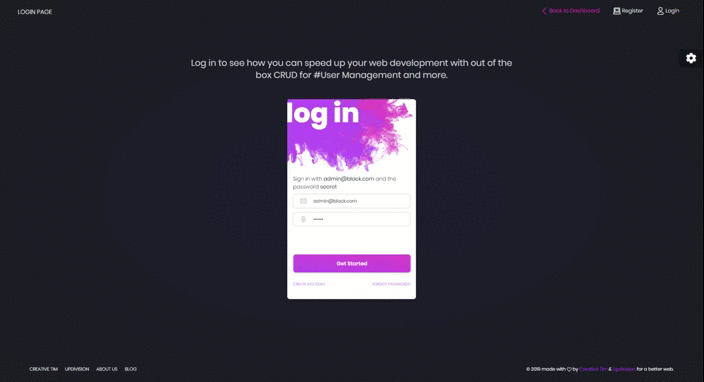 LOGIN PAGE
Back to Dashboard
Register
Login
Log in to see how you can speed up your web development with out of the
box CRUD for #User Management and more.
log in
Sign in with admin@black.com and the
password secret
admin@black.com
••••••
Get Started
CREATE ACCOUNT
FORGOT PASSWORD?
CREATIVE TIM UPDIVISION ABOUT US BLOG
© 2019 made with ♡ by Creative Tim & Updivision for a better web.